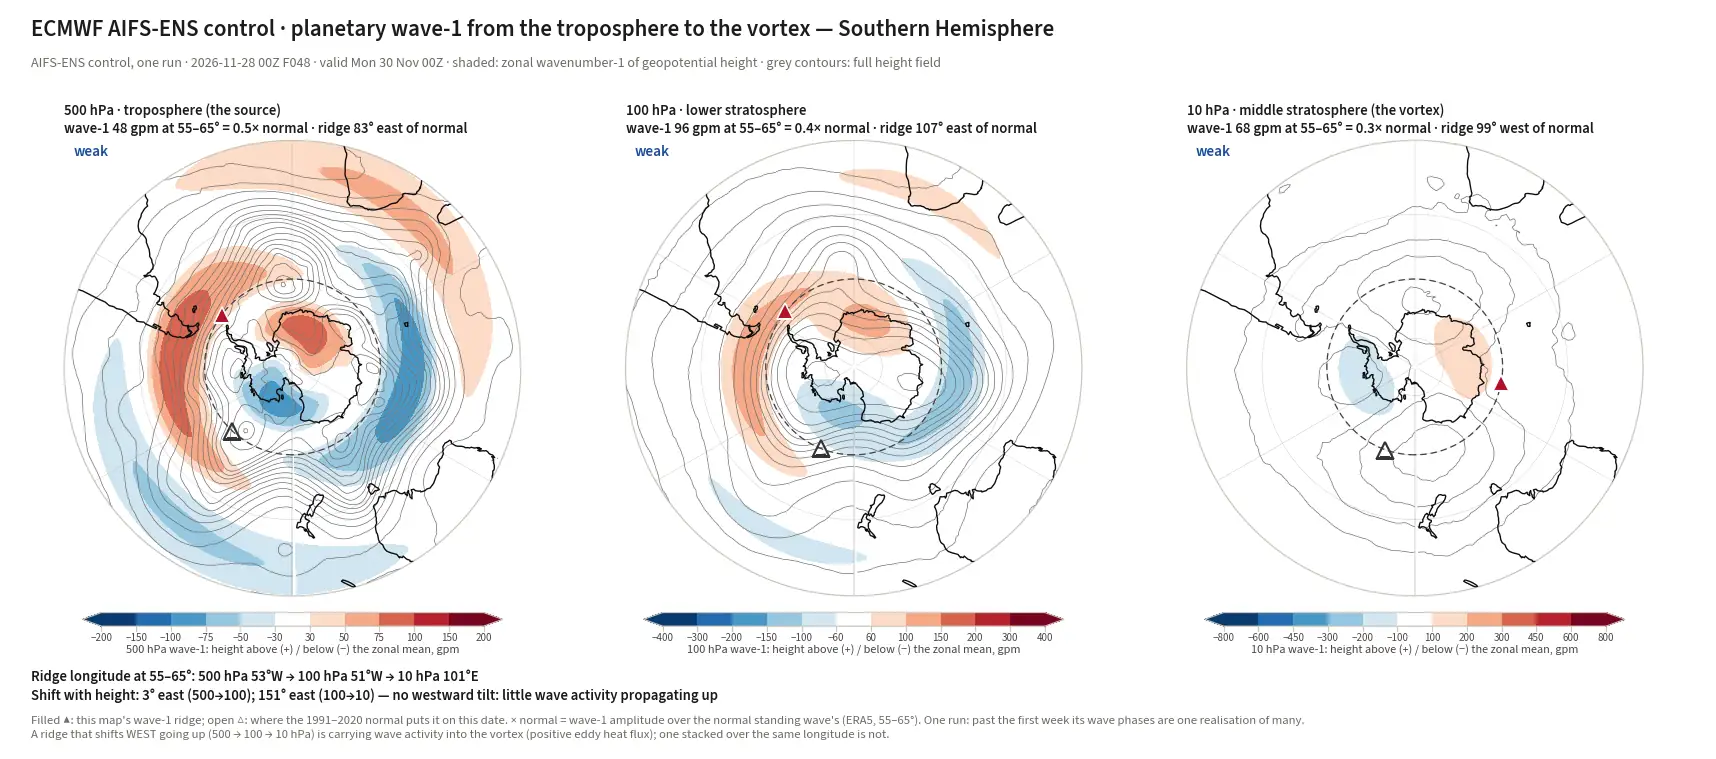 ECMWF AIFS-ENS control · planetary wave-1 from the troposphere to the vortex — Southern Hemisphere
AIFS-ENS control, one run · 2026-11-28 00Z F048 · valid Mon 30 Nov 00Z · shaded: zonal wavenumber-1 of geopotential height · grey contours: full height field
500 hPa · troposphere (the source)
wave-1 48 gpm at 55–65° = 0.5× normal · ridge 83° east of normal
weak
100 hPa · lower stratosphere
wave-1 96 gpm at 55–65° = 0.4× normal · ridge 107° east of normal
weak
10 hPa · middle stratosphere (the vortex)
wave-1 68 gpm at 55–65° = 0.3× normal · ridge 99° west of normal
weak
−200 −150 −100 −75 −50 −30 30 50 75 100 150 200
500 hPa wave-1: height above (+) / below (−) the zonal mean, gpm
−400 −300 −200 −150 −100 −60 60 100 150 200 300 400
100 hPa wave-1: height above (+) / below (−) the zonal mean, gpm
−800 −600 −450 −300 −200 −100 100 200 300 450 600 800
10 hPa wave-1: height above (+) / below (−) the zonal mean, gpm
Ridge longitude at 55–65°: 500 hPa 53°W → 100 hPa 51°W → 10 hPa 101°E
Shift with height: 3° east (500→100); 151° east (100→10) — no westward tilt: little wave activity propagating up
Filled ▲: this map's wave-1 ridge; open △: where the 1991–2020 normal puts it on this date. × normal = wave-1 amplitude over the normal standing wave's (ERA5, 55–65°). One run: past the first week its wave phases are one realisation of many.
A ridge that shifts WEST going up (500 → 100 → 10 hPa) is carrying wave activity into the vortex (positive eddy heat flux); one stacked over the same longitude is not.